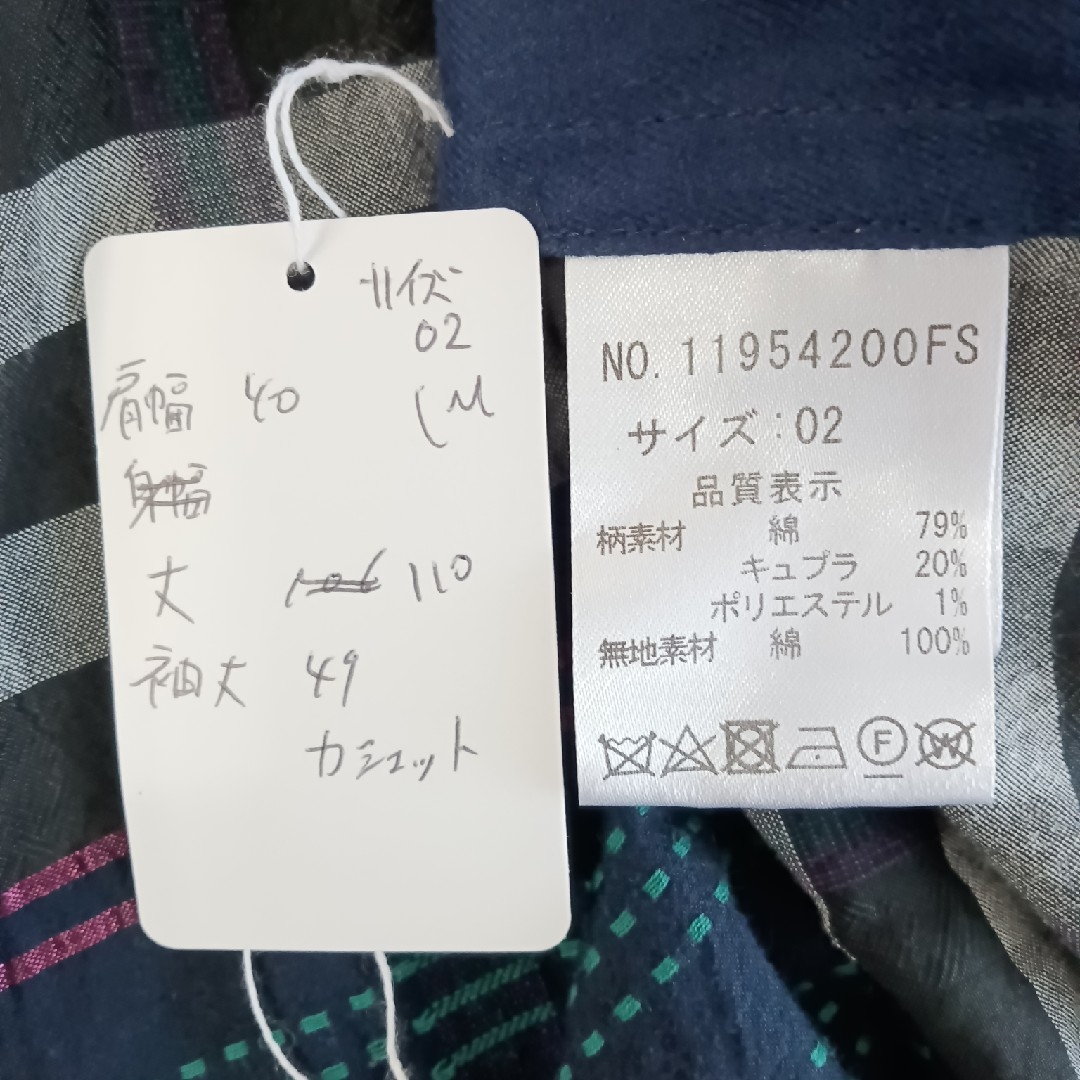 サイズ
02
(M
肩幅 40
身幅
丈 106 110
袖丈 49
カシュット
NO. 11954200FS
サイズ:02
品質表示
柄素材 綿 79%
キュプラ 20%
ポリエステル 1%
無地素材 綿 100%
F
W